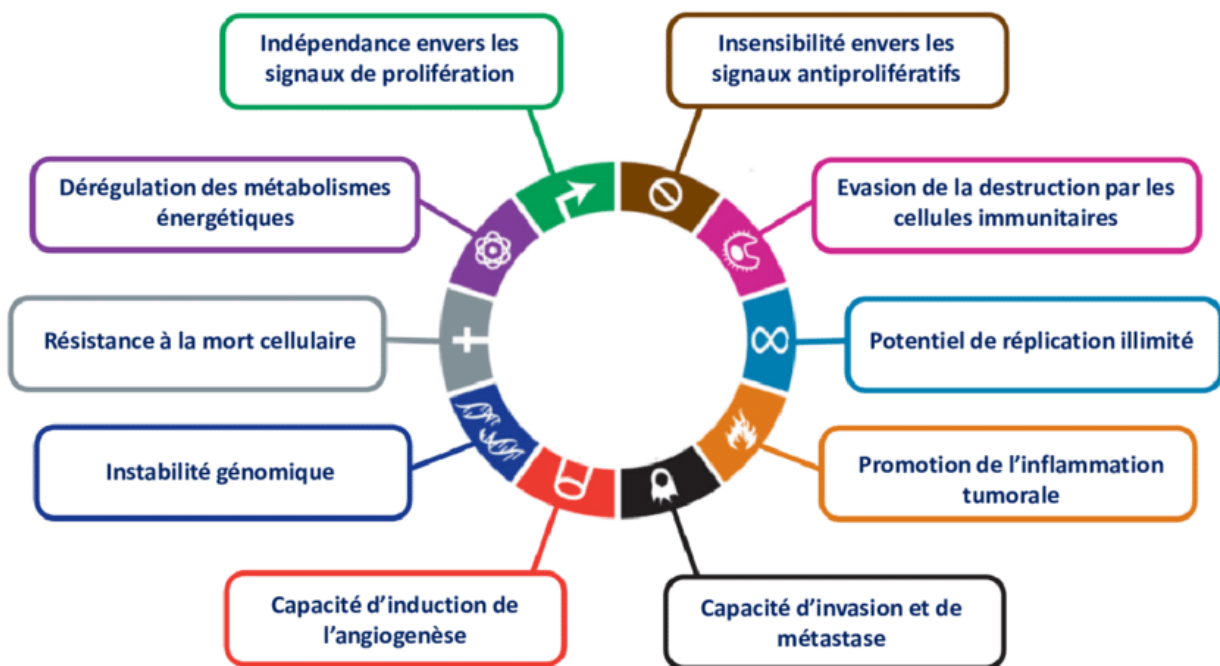 Indépendance envers les
signaux de prolifération
Insensibilité envers les
signaux antiprolifératifs
Dérégulation des métabolismes
énergétiques
Evasion de la destruction par les
cellules immunitaires
Résistance à la mort cellulaire
Potentiel de réplication illimité
Instabilité génomique
Promotion de l’inflammation
tumorale
Capacité d’induction de
l’angiogenèse
Capacité d’invasion et de
métastase